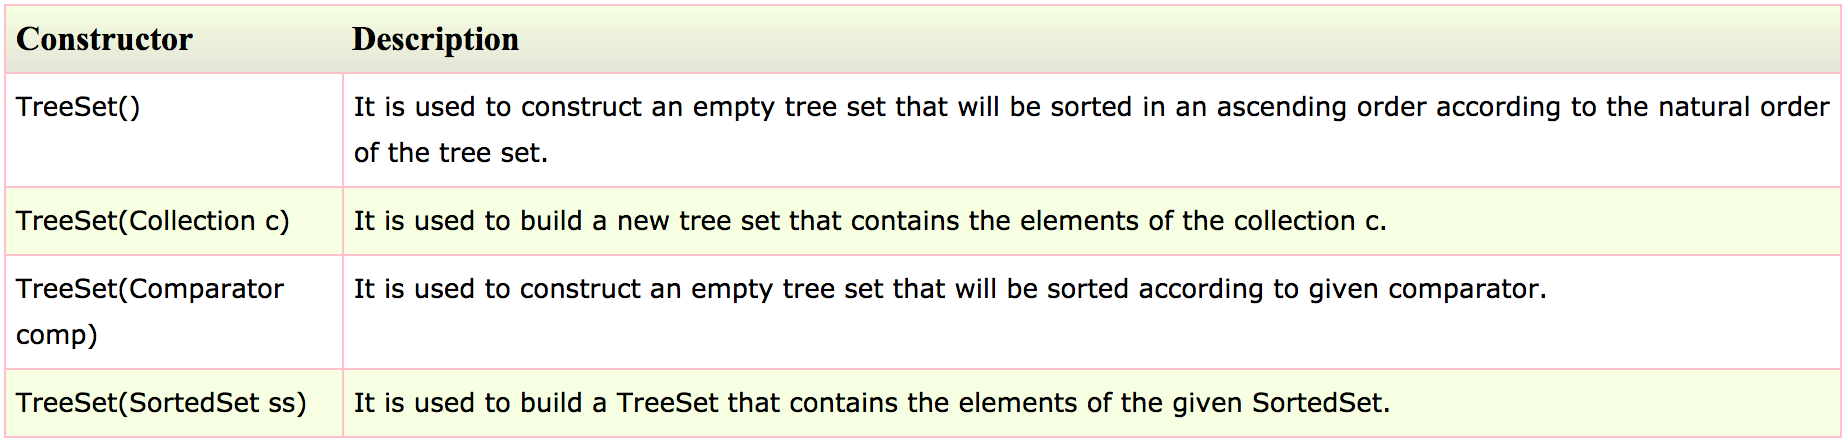 Constructor Description
TreeSet() It is used to construct an empty tree set that will be sorted in an ascending order according to the natural order
of the tree set.
TreeSet(Collection c) It is used to build a new tree set that contains the elements of the collection c.
TreeSet(Comparator It is used to construct an empty tree set that will be sorted according to given comparator.
comp)
TreeSet(SortedSet ss) It is used to build a TreeSet that contains the elements of the given SortedSet.